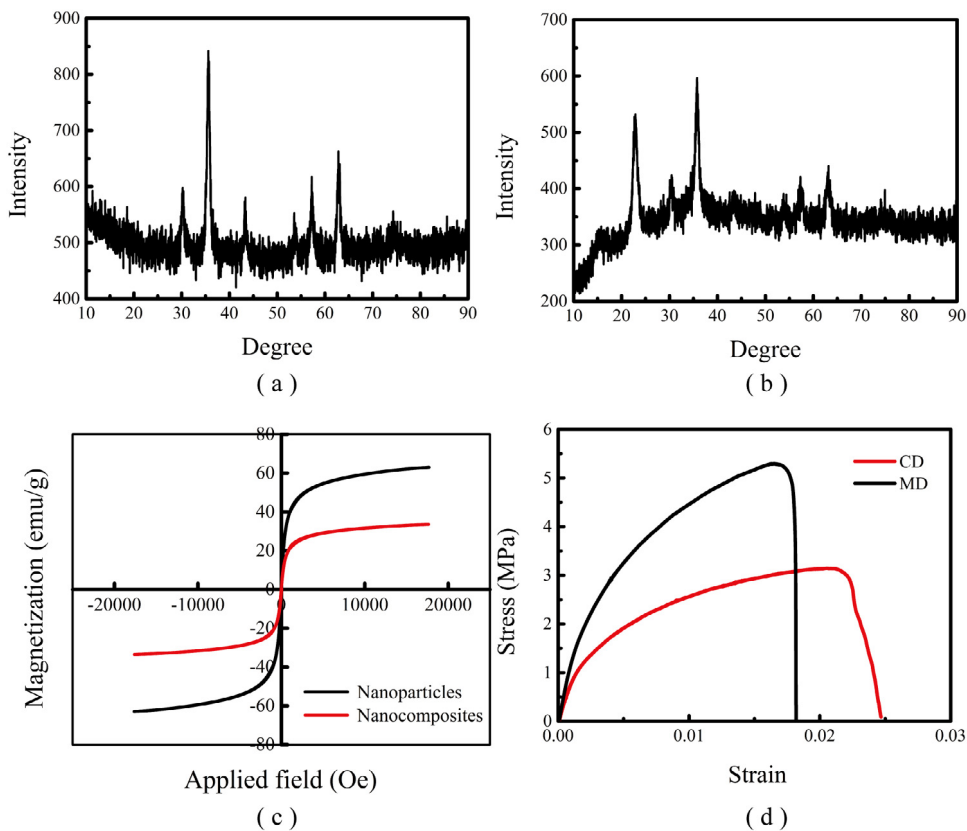 900
800
700
600
500
400
10 20 30 40 50 60 70 80 90
Intensity
Degree
( a )
700
600
500
400
300
200
10 20 30 40 50 60 70 80 90
Intensity
Degree
( b )
80
60
40
20
0
-20
-40
-60
-80
-20000 -10000 0 10000 20000
Magnetization (emu/g)
Nanoparticles
Nanocomposites
Applied field (Oe)
( c )
6
5
4
3
2
1
0
0.00 0.01 0.02 0.03
Stress (MPa)
CD
MD
Strain
( d )